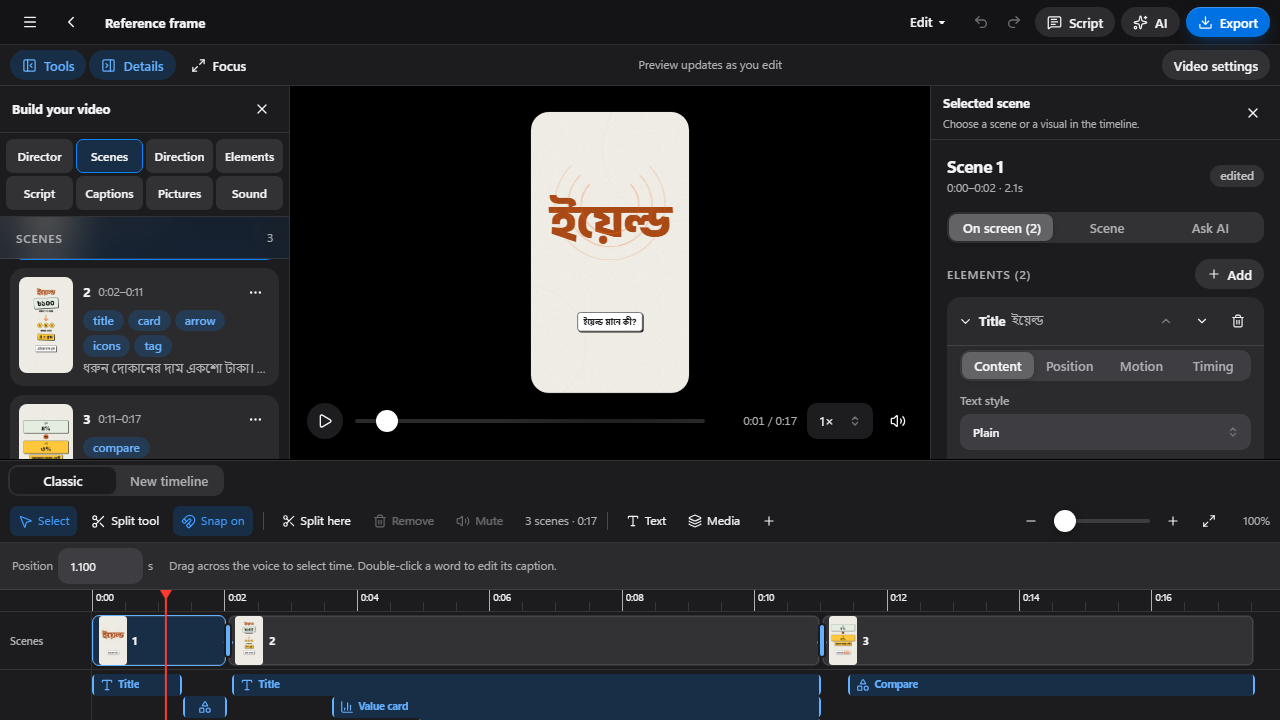 Reference frame
Edit
Script
AI
Export
Tools
Details
Focus
Preview updates as you edit
Video settings
Build your video
Director
Scenes
Direction
Elements
Script
Captions
Pictures
Sound
SCENES
3
2 0:02–0:11
title
card
arrow
icons
tag
ধরুন দোকানের দাম একশো টাকা। ...
3 0:11–0:17
compare
ইয়েল্ড
ইয়েল্ড মানে কী?
0:01 / 0:17
1×
Selected scene
Choose a scene or a visual in the timeline.
Scene 1
0:00–0:02 · 2.1s
edited
On screen (2)
Scene
Ask AI
ELEMENTS (2)
Add
Title ইয়েল্ড
Content
Position
Motion
Timing
Text style
Plain
Classic
New timeline
Select
Split tool
Snap on
Split here
Remove
Mute
3 scenes · 0:17
Text
Media
100%
Position 1.100 s Drag across the voice to select time. Double-click a word to edit its caption.
0:00 0:02 0:04 0:06 0:08 0:10 0:12 0:14 0:16
Scenes
1
2
3
Title
Title
Compare
Value card